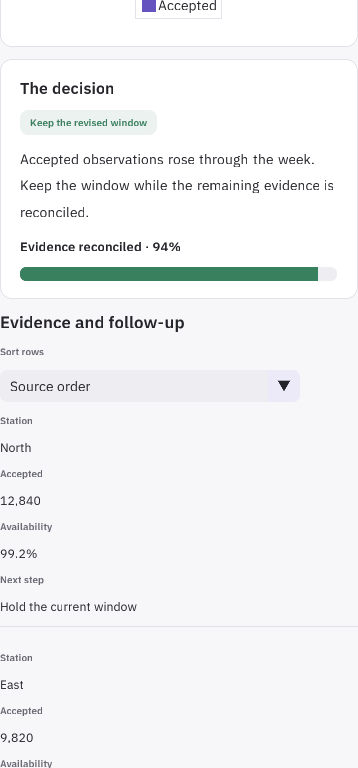 Accepted
The decision
Keep the revised window
Accepted observations rose through the week.
Keep the window while the remaining evidence is
reconciled.
Evidence reconciled · 94%
Evidence and follow-up
Sort rows
Source order
Station
North
Accepted
12,840
Availability
99.2%
Next step
Hold the current window
Station
East
Accepted
9,820
Availability